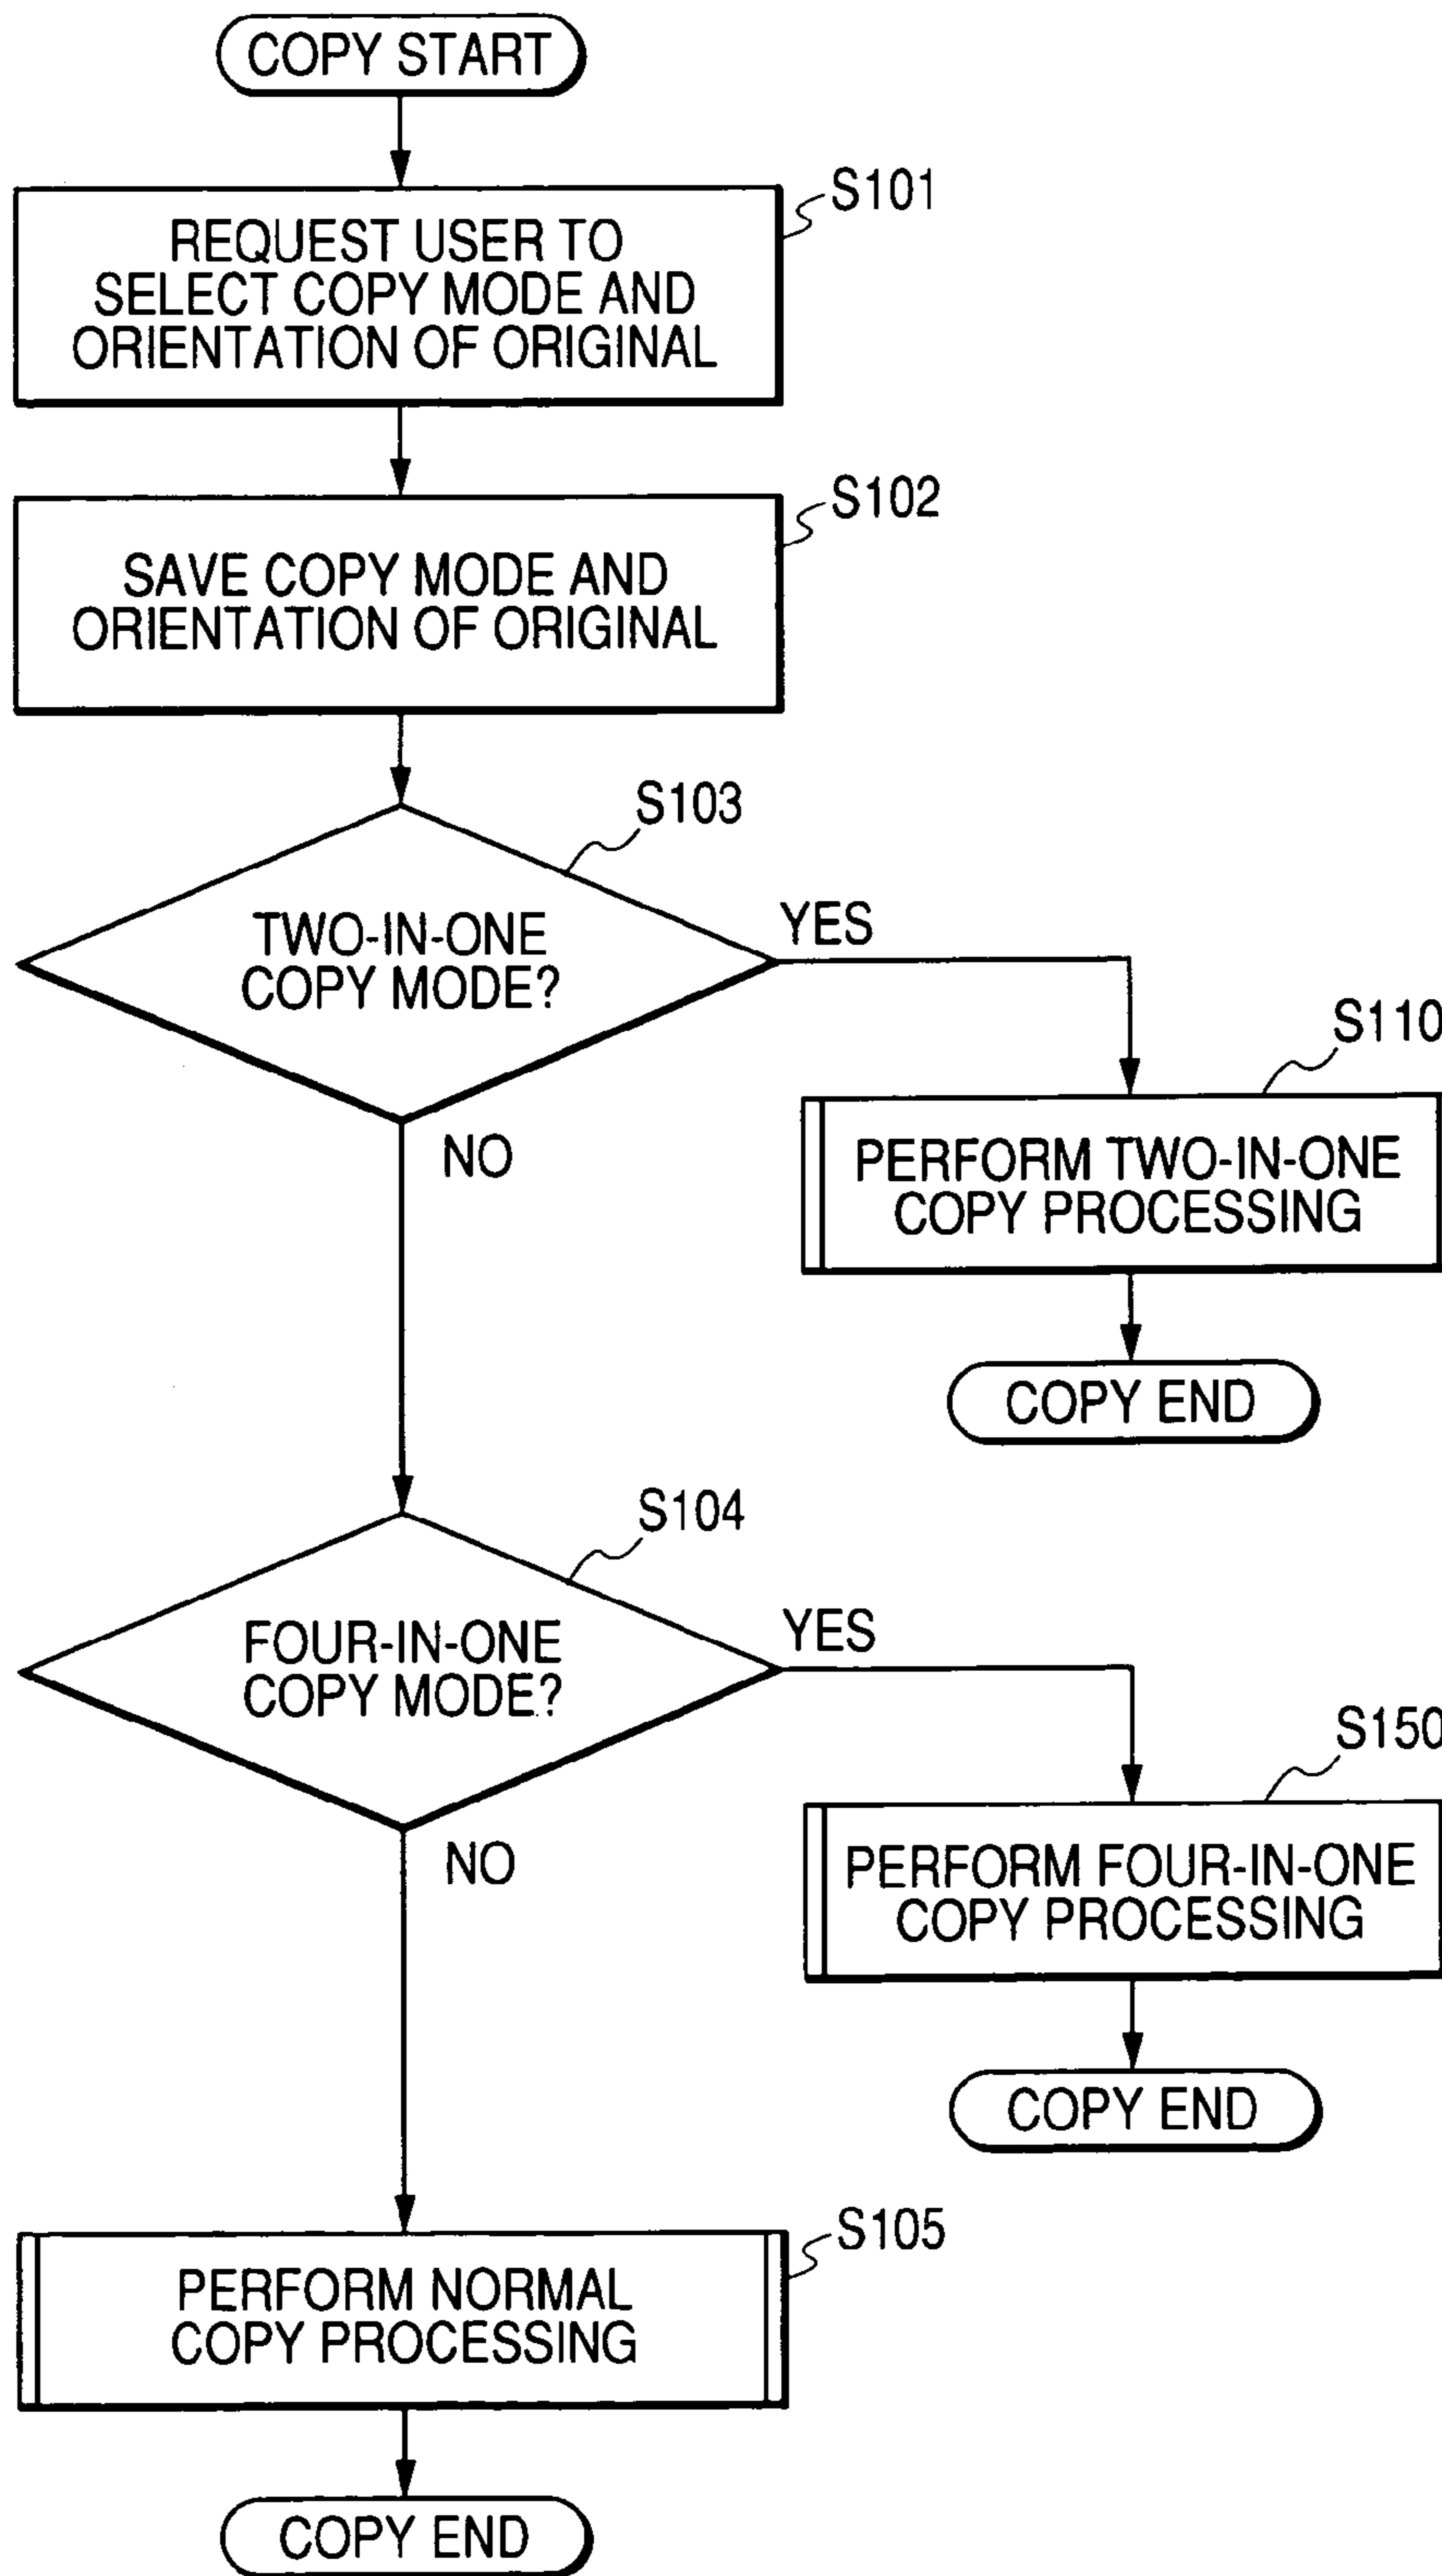 COPY START
S101
REQUEST USER TO
SELECT COPY MODE AND
ORIENTATION OF ORIGINAL
S102
SAVE COPY MODE AND
ORIENTATION OF ORIGINAL
S103
TWO-IN-ONE
COPY MODE?
YES
NO
S110
PERFORM TWO-IN-ONE
COPY PROCESSING
COPY END
S104
FOUR-IN-ONE
COPY MODE?
YES
NO
S150
PERFORM FOUR-IN-ONE
COPY PROCESSING
COPY END
S105
PERFORM NORMAL
COPY PROCESSING
COPY END